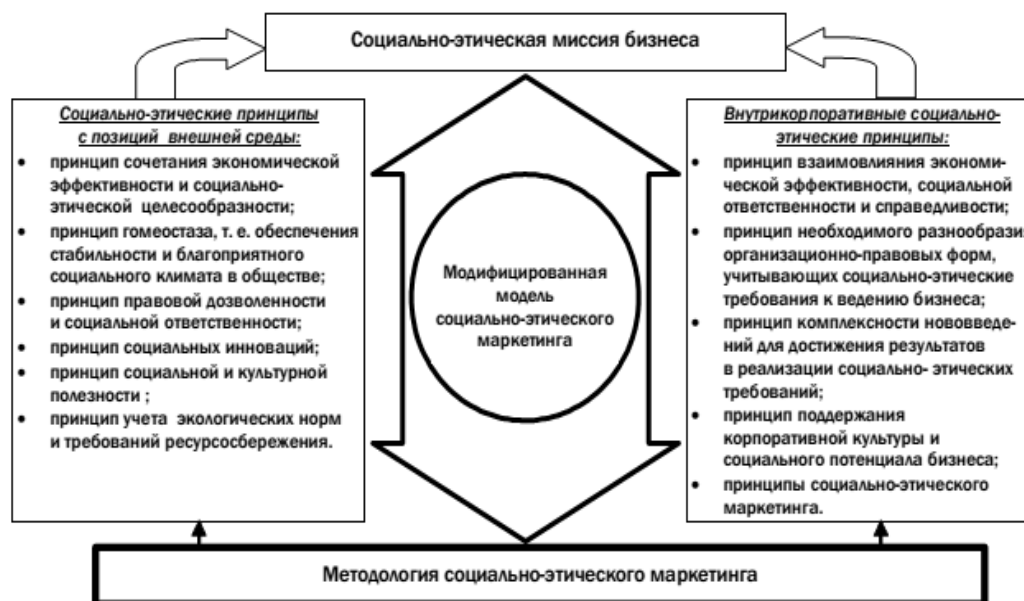 Социально-этическая миссия бизнеса
Социально-этические принципы
с позиций внешней среды:
• принцип сочетания экономической
эффективности и социально-
этической целесообразности;
• принцип гомеостаза, т. е. обеспечения
стабильности и благоприятного
социального климата в обществе;
• принцип правовой дозволенности
и социальной ответственности;
• принцип социальных инноваций;
• принцип социальной и культурной
полезности ;
• принцип учета экологических норм
и требований ресурсосбережения.
Модифицированная
модель
социально-этического
маркетинга
Внутрикорпоративные социально-
этические принципы:
• принцип взаимовлияния экономи-
ческой эффективности, социальной
ответственности и справедливости;
• принцип необходимого разнообразия
организационно-правовых форм,
учитывающих социально-этические
требования к ведению бизнеса;
• принцип комплексности нововве-
дений для достижения результатов
в реализации социально- этических
требований;
• принцип поддержания
корпоративной культуры и
социального потенциала бизнеса;
• принципы социально-этического
маркетинга.
Методология социально-этического маркетинга